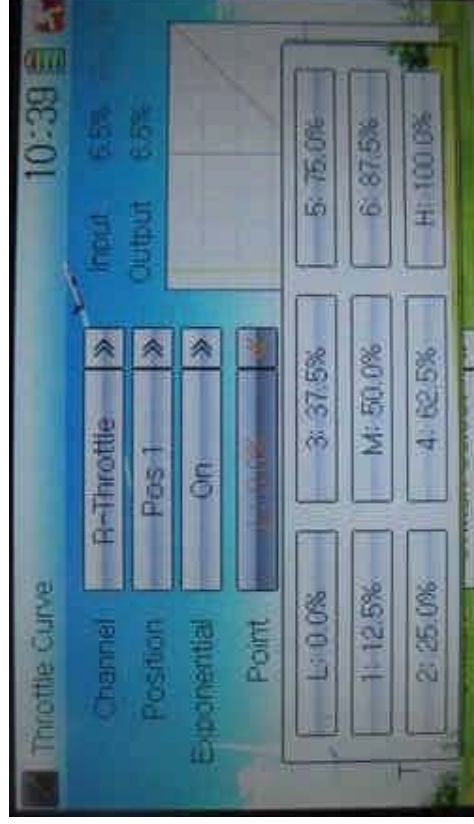 Throttle Curve 10:39
Channel R-Throttle Input 6.5%
Position Pos 1 Output 6.5%
Exponential On
Point
L: 0.0% 3: 37.5% 5: 75.0%
1: 12.5% M: 50.0% 6: 87.5%
2: 25.0% 4: 62.5% H: 100.0%